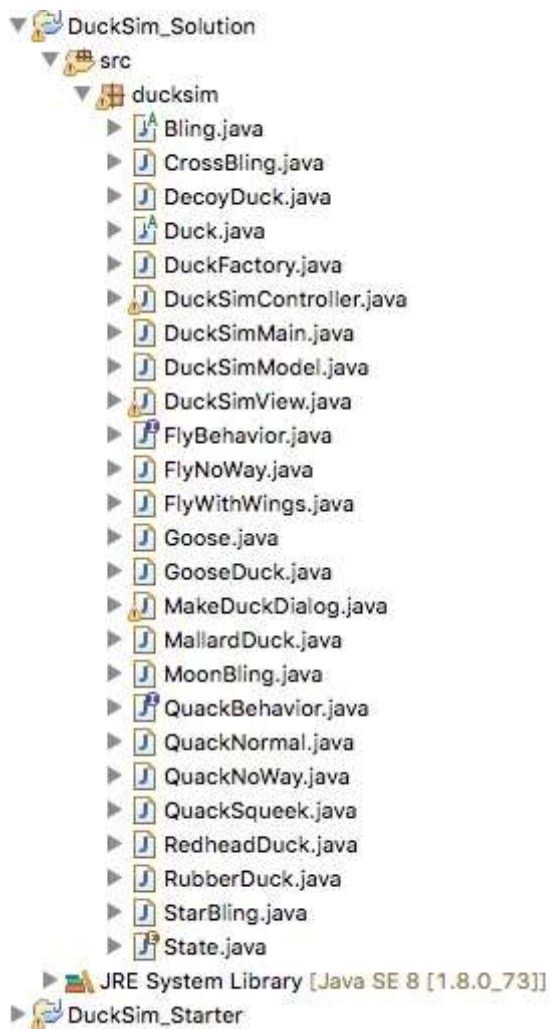 DuckSim_Solution
src
ducksim
Bling.java
CrossBling.java
DecoyDuck.java
Duck.java
DuckFactory.java
DuckSimController.java
DuckSimMain.java
DuckSimModel.java
DuckSimView.java
FlyBehavior.java
FlyNoWay.java
FlyWithWings.java
Goose.java
GooseDuck.java
MakeDuckDialog.java
MallardDuck.java
MoonBling.java
QuackBehavior.java
QuackNormal.java
QuackNoWay.java
QuackSqueek.java
RedheadDuck.java
RubberDuck.java
StarBling.java
State.java
JRE System Library [Java SE 8 [1.8.0_73]]
DuckSim_Starter